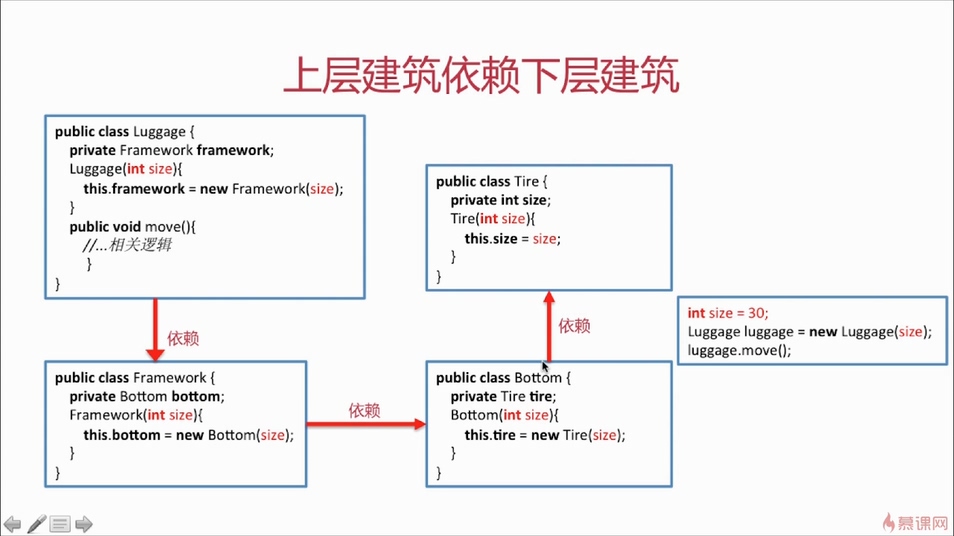 上层建筑依赖下层建筑
public class Luggage {
private Framework framework;
Luggage(int size){
this.framework = new Framework(size);
}
public void move(){
//...相关逻辑
}
}
依赖
public class Framework {
private Bottom bottom;
Framework(int size){
this.bottom = new Bottom(size);
}
}
依赖
public class Bottom {
private Tire tire;
Bottom(int size){
this.tire = new Tire(size);
}
}
依赖
public class Tire {
private int size;
Tire(int size){
this.size = size;
}
}
int size = 30;
Luggage luggage = new Luggage(size);
luggage.move();
慕课网